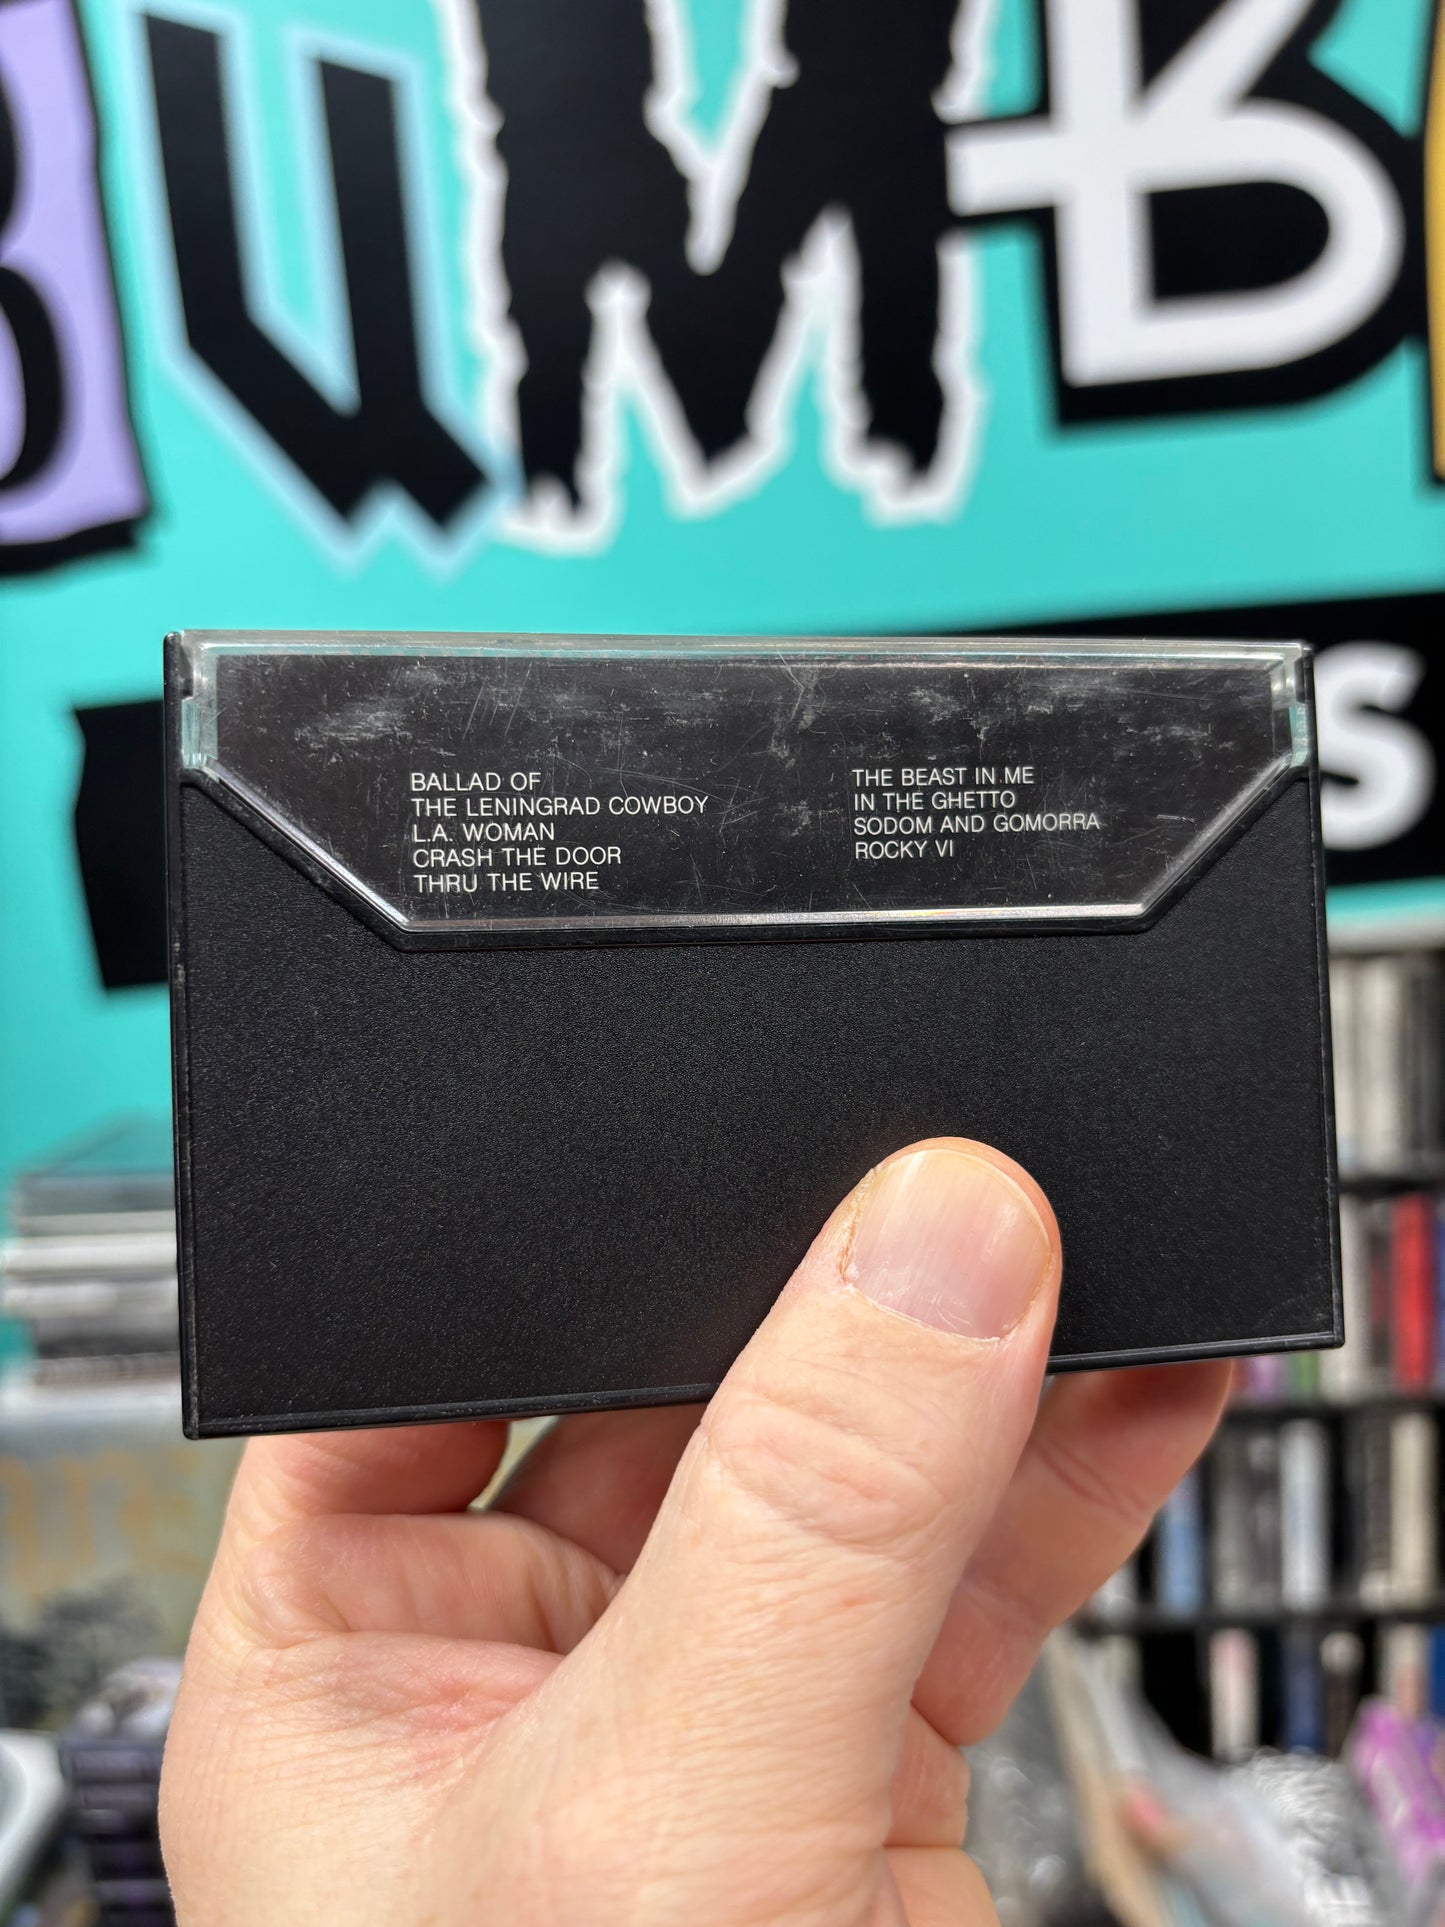 UMB
S
BALLAD OF
THE LENINGRAD COWBOY
L.A. WOMAN
CRASH THE DOOR
THRU THE WIRE
THE BEAST IN ME
IN THE GHETTO
SODOM AND GOMORRA
ROCKY VI